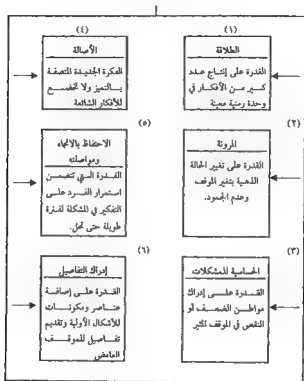 (١)
الطلاقة
القدرة على إنتاج عدد
كبير من الأفكار في
وحدة زمنية معينة
(٢)
المرونة
القدرة على تغيير الحالة
الذهنية بتغير الموقف
وعدم الجمود.
(٣)
الحاسية للمشكلات
القدرة على إدراك
مواطن الضعف أو
النقص في الموقف المثير
(٤)
الأصالة
الفكرة الجديدة المتصفة
بالتميز ولا تخضع
للأفكار الشائعة
(٥)
الاحتفاظ بالاتجاه
ومواصلته
القدرة التي تتضمن
استمرار الفرد على
التفكير في المشكلة لفترة
طويلة حتى تحل.
(٦)
إدراك التفاصيل
القدرة على إضافة
عناصر ومكونات
للأشكال الأولية وتقديم
تفاصيل للموقف
الغامض